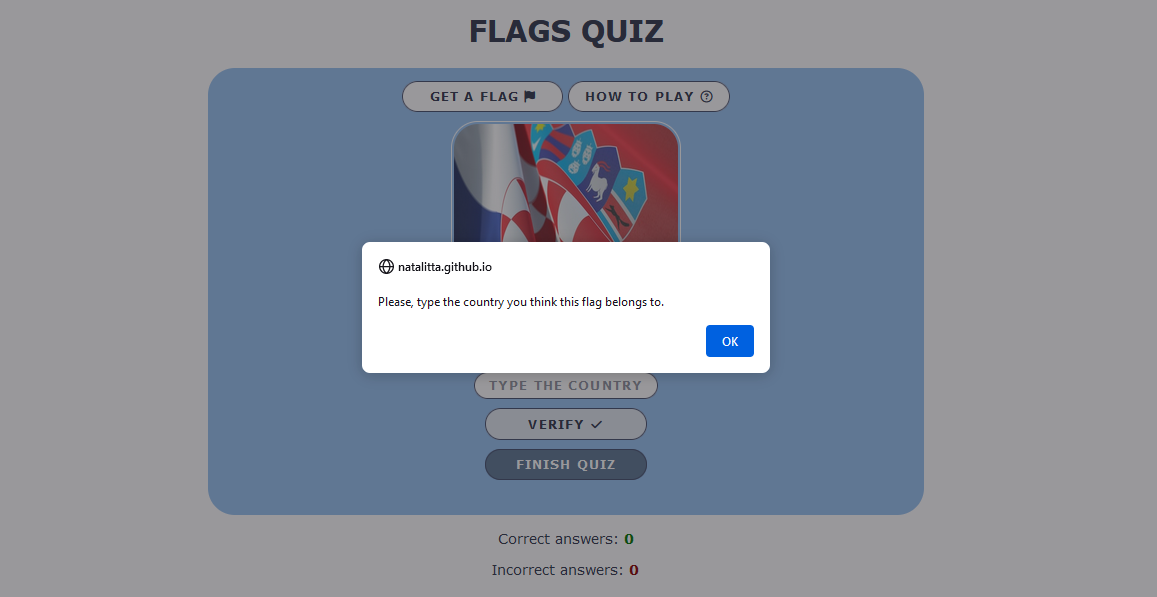 FLAGS QUIZ
GET A FLAG
HOW TO PLAY
natalitta.github.io
Please, type the country you think this flag belongs to.
OK
TYPE THE COUNTRY
VERIFY
FINISH QUIZ
Correct answers: 0
Incorrect answers: 0